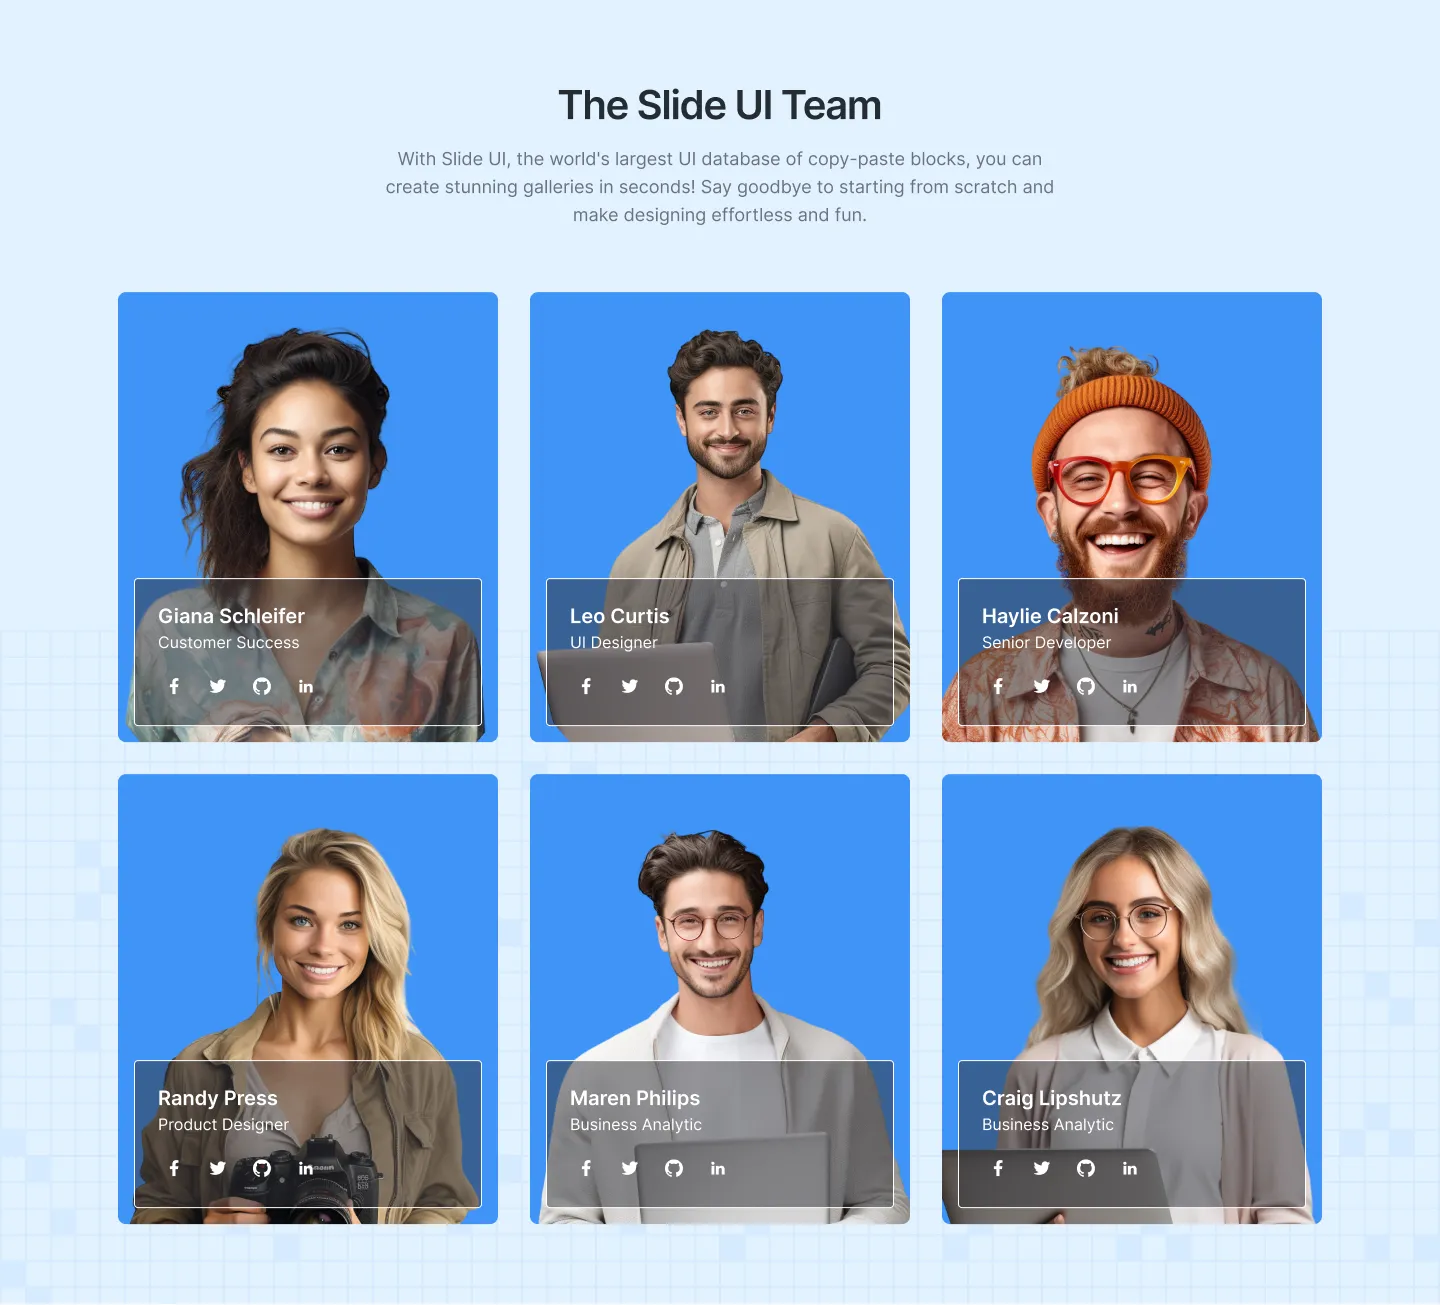 The Slide UI Team
With Slide UI, the world's largest UI database of copy-paste blocks, you can
create stunning galleries in seconds! Say goodbye to starting from scratch and
make designing effortless and fun.
Giana Schleifer
Customer Success
in
Leo Curtis
UI Designer
in
Haylie Calzoni
Senior Developer
in
Randy Press
Product Designer
in
Canon
EOS
Maren Philips
Business Analytic
in
Craig Lipshutz
Business Analytic
in